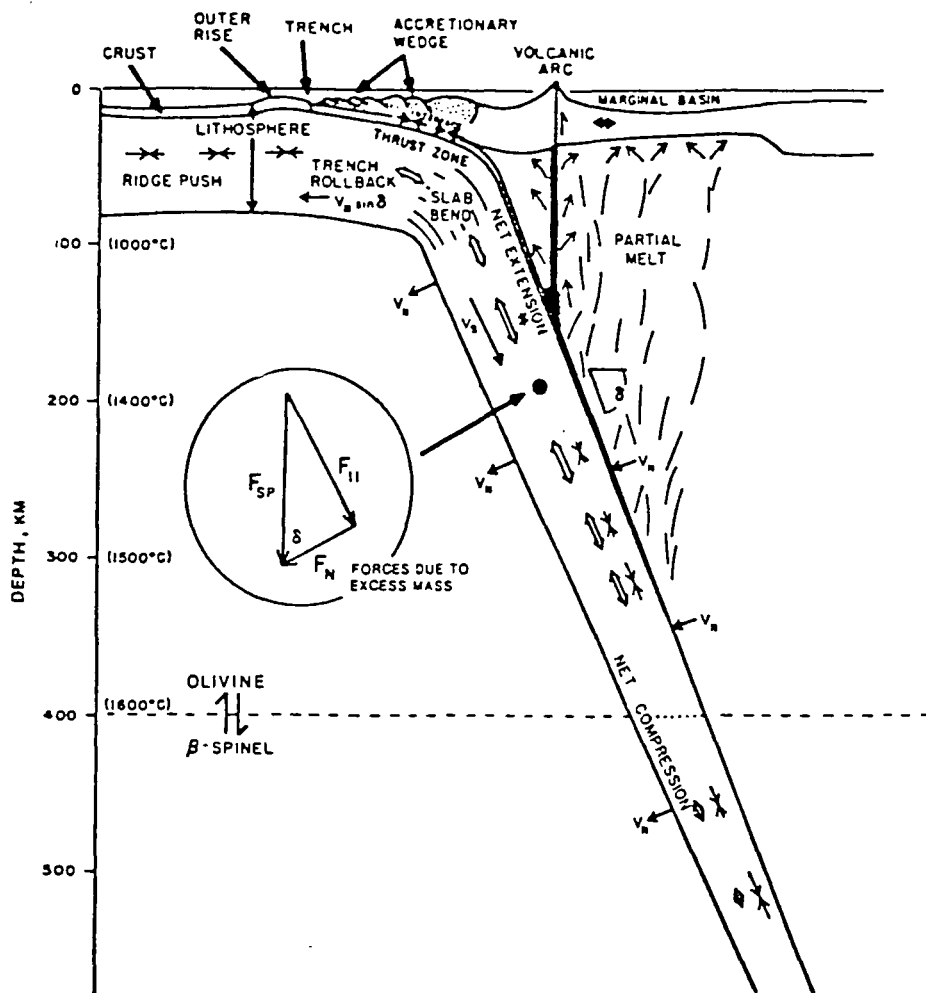 OUTER
RISE
TRENCH
ACCRETIONARY
WEDGE
CRUST
VOLCANIC
ARC
0
MARGINAL BASIN
LITHOSPHERE
THRUST ZONE
RIDGE PUSH
TRENCH
ROLLBACK
SLAB
BEND
NET EXTENSION
PARTIAL
MELT
100
(1000°C)
200
(1400°C)
δ
F_SP
F_II
δ
F_N
FORCES DUE TO
EXCESS MASS
300
(1500°C)
DEPTH, KM
OLIVINE
(1600°C)
400
β-SPINEL
NET COMPRESSION
500